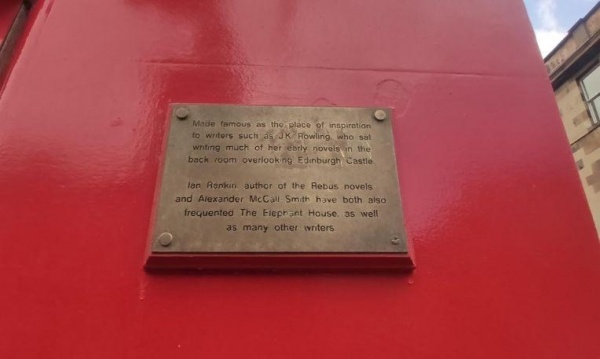 Made famous as the place of inspiration
to writers such as J.K. Rowling, who sat
writing much of her early novels in the
back room overlooking Edinburgh Castle.
Ian Rankin, author of the Rebus novels
and Alexander McCall Smith have both also
frequented The Elephant House, as well
as many other writers.